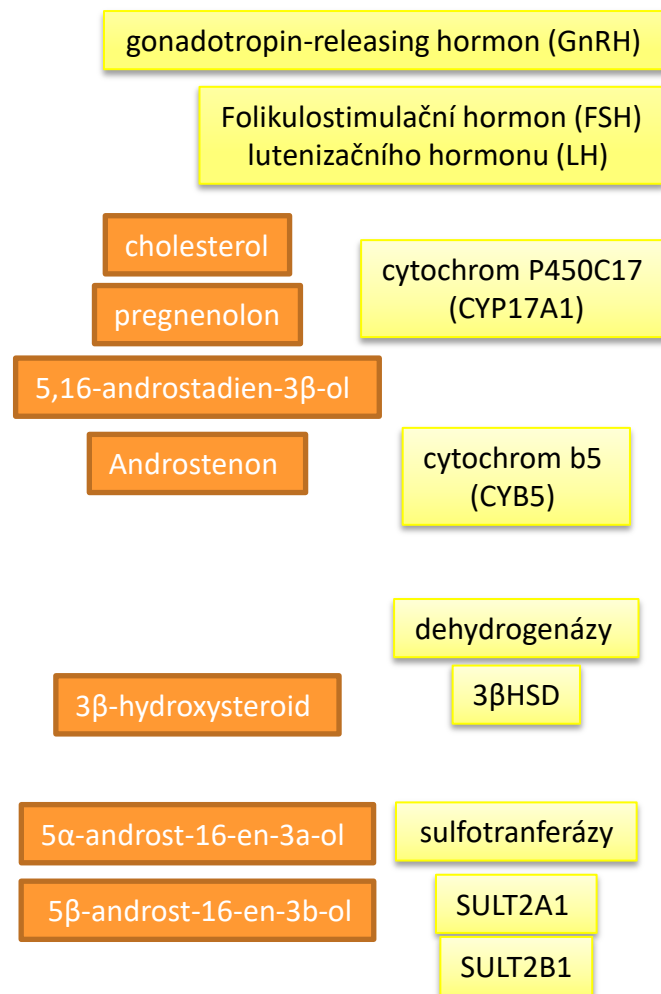 gonadotropin-releasing hormon (GnRH)
Folikulostimulační hormon (FSH)
lutenizačního hormonu (LH)
cholesterol
cytochrom P450C17
(CYP17A1)
pregnenolon
5,16-androstadien-3β-ol
Androstenon
cytochrom b5
(CYB5)
dehydrogenázy
3β-hydroxysteroid
3βHSD
5α-androst-16-en-3a-ol
sulfotranferázy
5β-androst-16-en-3b-ol
SULT2A1
SULT2B1